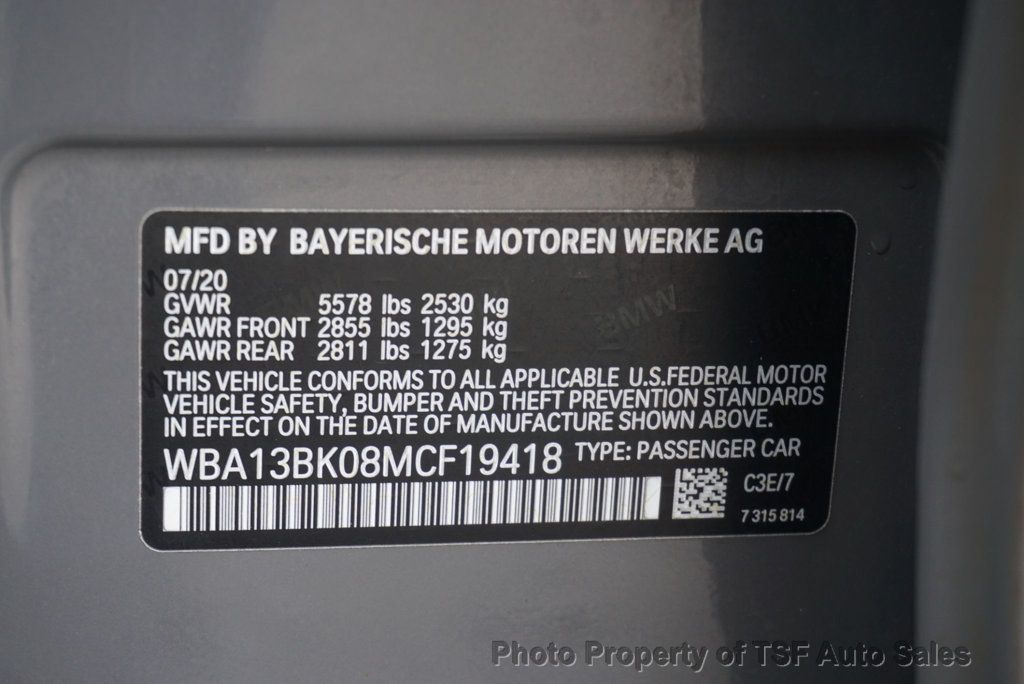 MFD BY BAYERISCHE MOTOREN WERKE AG
07/20
GVWR 5578 lbs 2530 kg
GAWR FRONT 2855 lbs 1295 kg
GAWR REAR 2811 lbs 1275 kg
THIS VEHICLE CONFORMS TO ALL APPLICABLE U.S.FEDERAL MOTOR
VEHICLE SAFETY, BUMPER AND THEFT PREVENTION STANDARDS
IN EFFECT ON THE DATE OF MANUFACTURE SHOWN ABOVE.
WBA13BK08MCF19418 TYPE: PASSENGER CAR
C3E/7
7 315 814
Photo Property of TSF Auto Sales